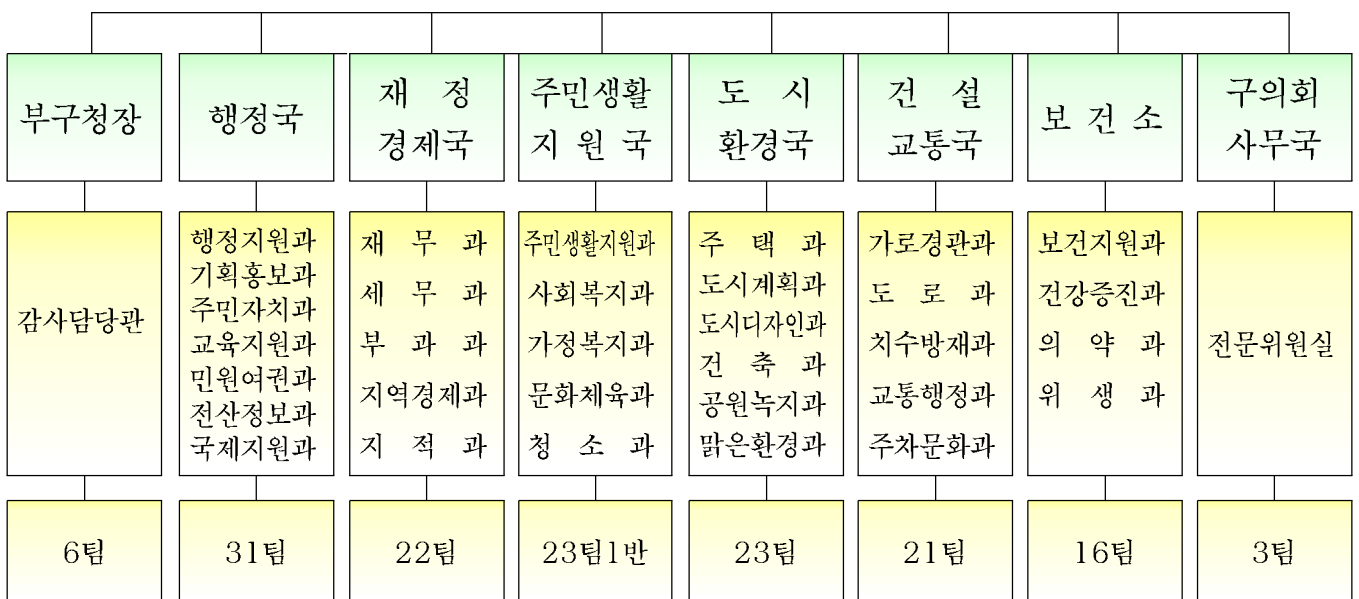 부구청장
행정국
재 정
경제국
주민생활
지 원 국
도 시
환경국
건 설
교통국
보 건 소
구의회
사무국
감사담당관
행정지원과
기획홍보과
주민자치과
교육지원과
민원여권과
전산정보과
국제지원과
재 무 과
세 무 과
부 과 과
지역경제과
지 적 과
주민생활지원과
사회복지과
가정복지과
문화체육과
청 소 과
주 택 과
도시계획과
도시디자인과
건 축 과
공원녹지과
맑은환경과
가로경관과
도 로 과
치수방재과
교통행정과
주차문화과
보건지원과
건강증진과
의 약 과
위 생 과
전문위원실
6팀
31팀
22팀
23팀1반
23팀
21팀
16팀
3팀